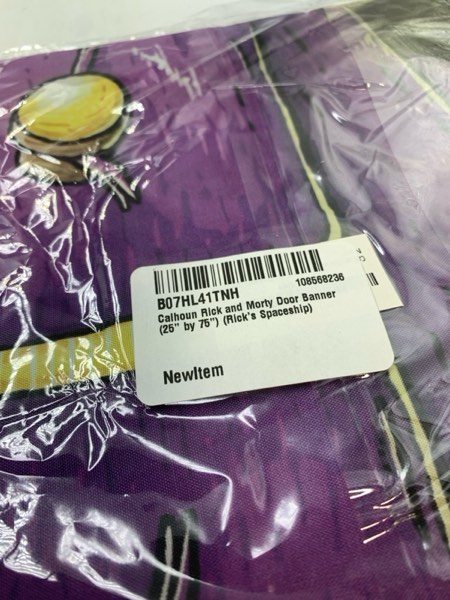 B07HL41TNH 108568236
Calhoun Rick and Morty Door Banner
(25" by 75") (Rick's Spaceship)
NewItem